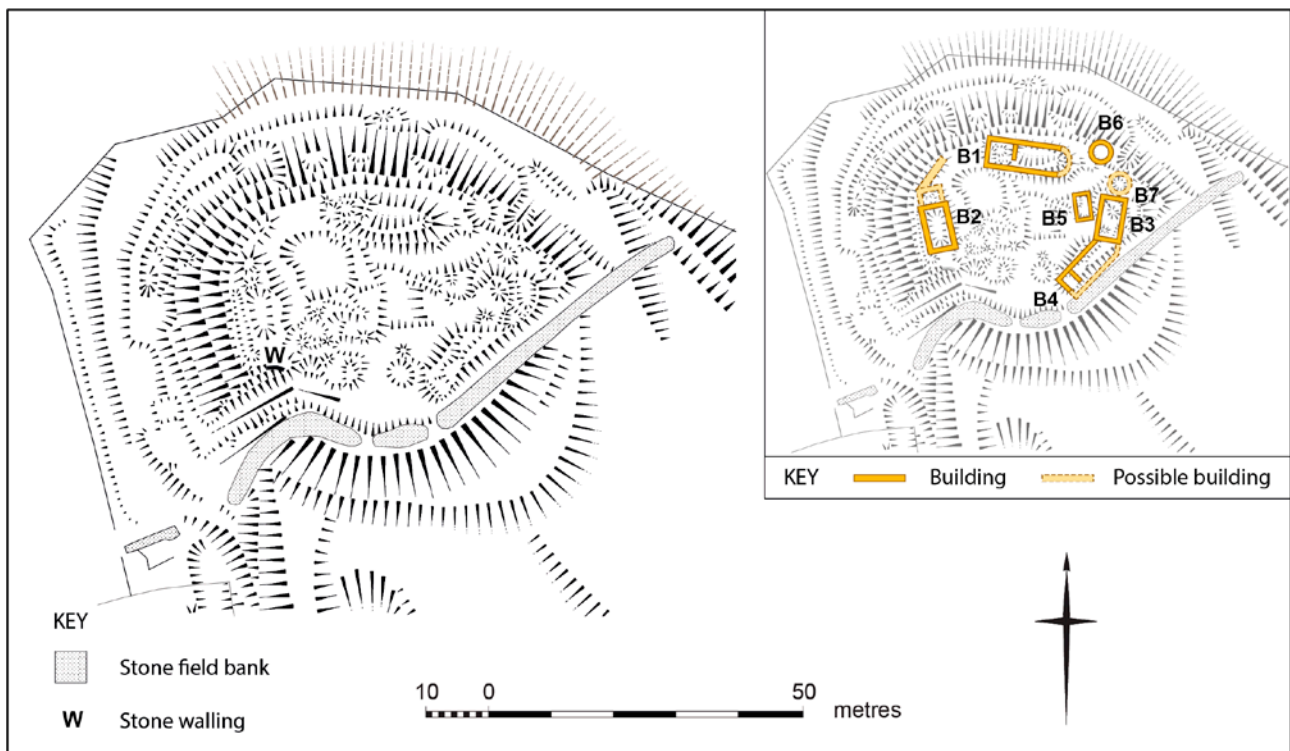 B6
B1
B7
B5
B3
B2
B4
W
KEY Building Possible building
KEY
Stone field bank
W Stone walling
10 0 50 metres